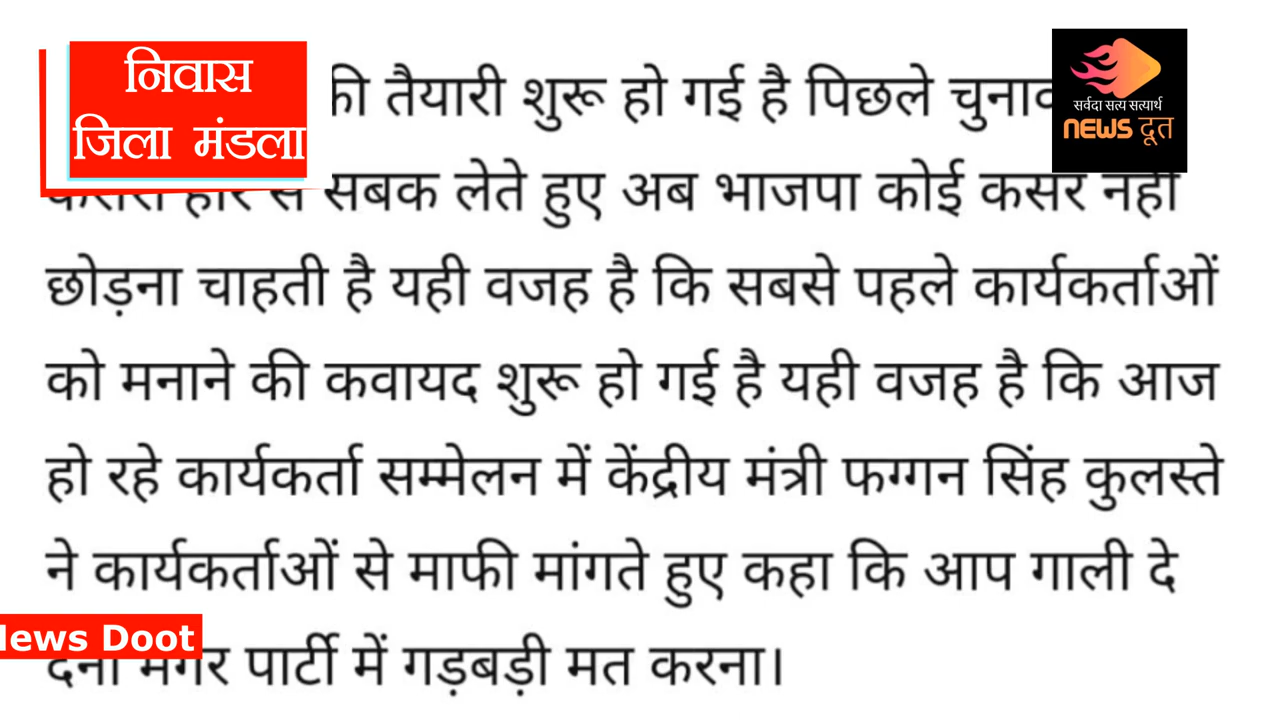 निवास
जिला मंडला
की तैयारी शुरू हो गई है पिछले
सर्वदा सत्य सत्यार्थ
NEWS दूत
हार से सबक लेते हुए अब भाजपा कोई कसर नहीं
छोड़ना चाहती है यही वजह है कि सबसे पहले कार्यकर्ताओं
को मनाने की कवायद शुरू हो गई है यही वजह है कि आज
हो रहे कार्यकर्ता सम्मेलन में केंद्रीय मंत्री फग्गन सिंह कुलस्ते
ने कार्यकर्ताओं से माफी मांगते हुए कहा कि आप गाली दे
News Doot
देना मगर पार्टी में गड़बड़ी मत करना।